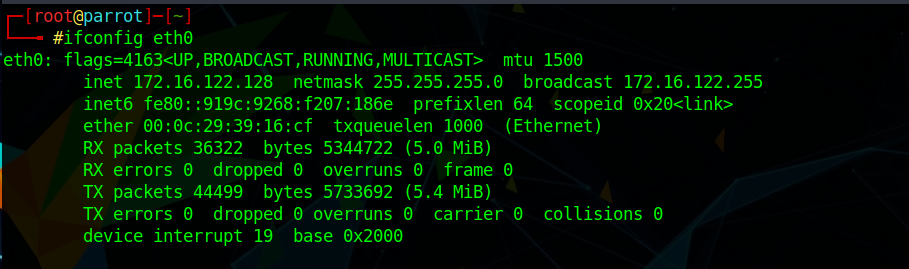 [root@parrot]-[~]
#ifconfig eth0
eth0: flags=4163<UP,BROADCAST,RUNNING,MULTICAST>  mtu 1500
        inet 172.16.122.128  netmask 255.255.255.0  broadcast 172.16.122.255
        inet6 fe80::919c:9268:f207:186e  prefixlen 64  scopeid 0x20<link>
        ether 00:0c:29:39:16:cf  txqueuelen 1000  (Ethernet)
        RX packets 36322  bytes 5344722 (5.0 MiB)
        RX errors 0  dropped 0  overruns 0  frame 0
        TX packets 44499  bytes 5733692 (5.4 MiB)
        TX errors 0  dropped 0 overruns 0  carrier 0  collisions 0
        device interrupt 19  base 0x2000